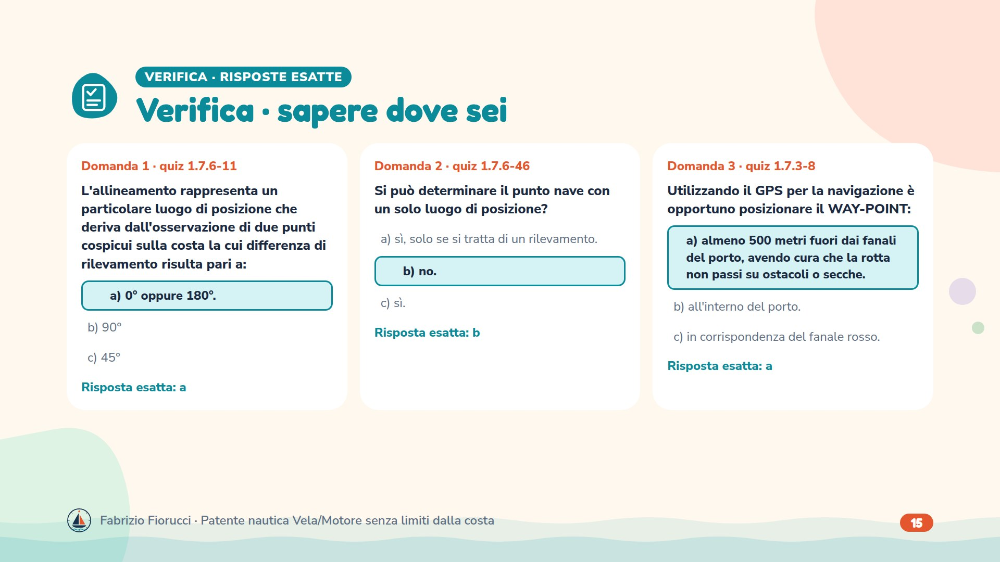 VERIFICA · RISPOSTE ESATTE
Verifica · sapere dove sei
Domanda 1 · quiz 1.7.6-11
L'allineamento rappresenta un
particolare luogo di posizione che
deriva dall'osservazione di due punti
cospicui sulla costa la cui differenza di
rilevamento risulta pari a:
a) 0° oppure 180°.
b) 90°
c) 45°
Risposta esatta: a
Domanda 2 · quiz 1.7.6-46
Si può determinare il punto nave con
un solo luogo di posizione?
a) sì, solo se si tratta di un rilevamento.
b) no.
c) sì.
Risposta esatta: b
Domanda 3 · quiz 1.7.3-8
Utilizzando il GPS per la navigazione è
opportuno posizionare il WAY-POINT:
a) almeno 500 metri fuori dai fanali
del porto, avendo cura che la rotta
non passi su ostacoli o secche.
b) all'interno del porto.
c) in corrispondenza del fanale rosso.
Risposta esatta: a
Fabrizio Fiorucci · Patente nautica Vela/Motore senza limiti dalla costa
15